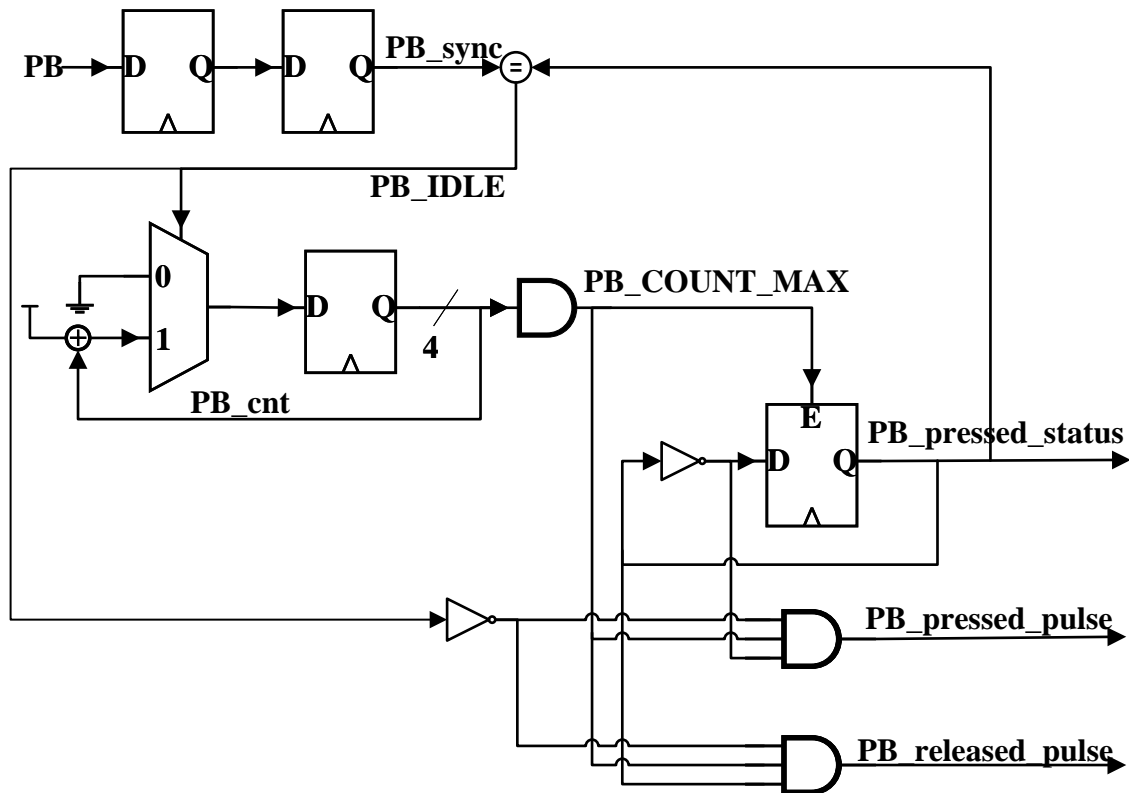 PB
D
Q
D
Q
PB_sync
=
PB_IDLE
0
1
+
D
Q
4
PB_cnt
PB_COUNT_MAX
E
D
Q
PB_pressed_status
PB_pressed_pulse
PB_released_pulse